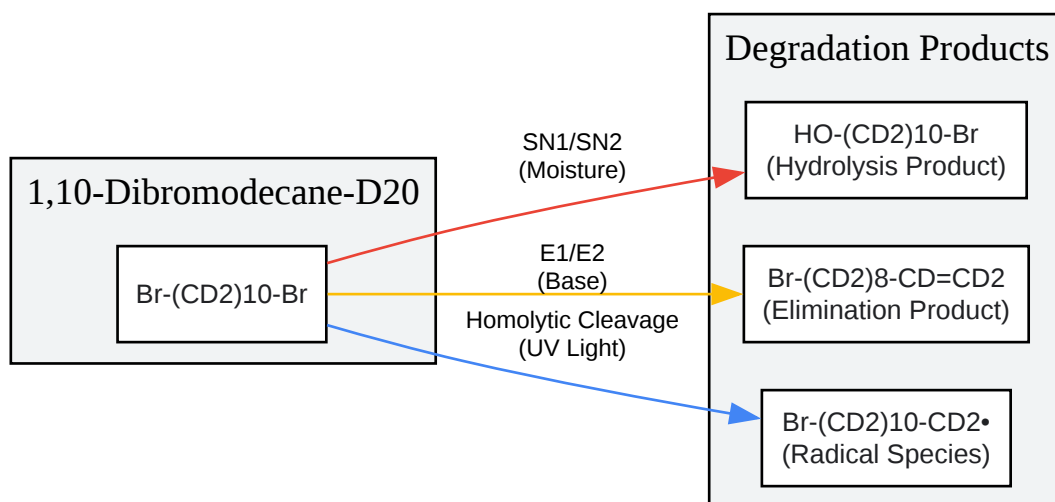 1,10-Dibromodecane-D20
Br-(CD2)10-Br
SN1/SN2
(Moisture)
E1/E2
(Base)
Homolytic Cleavage
(UV Light)
Degradation Products
HO-(CD2)10-Br
(Hydrolysis Product)
Br-(CD2)8-CD=CD2
(Elimination Product)
Br-(CD2)10-CD2•
(Radical Species)